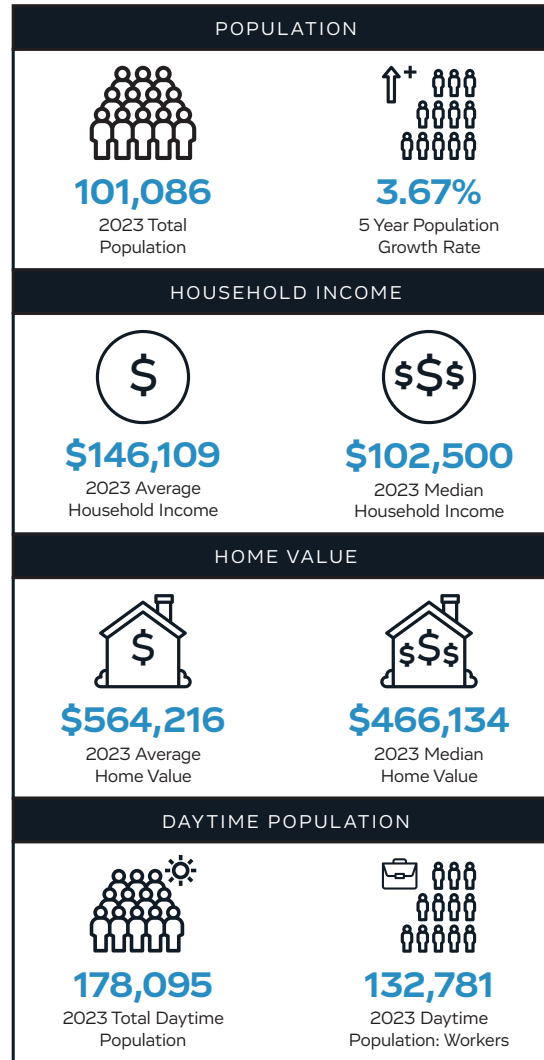 POPULATION
101,086
2023 Total
Population
3.67%
5 Year Population
Growth Rate
HOUSEHOLD INCOME
$
$146,109
2023 Average
Household Income
$$$
$102,500
2023 Median
Household Income
HOME VALUE
$
$564,216
2023 Average
Home Value
$$$
$466,134
2023 Median
Home Value
DAYTIME POPULATION
178,095
2023 Total Daytime
Population
132,781
2023 Daytime
Population: Workers